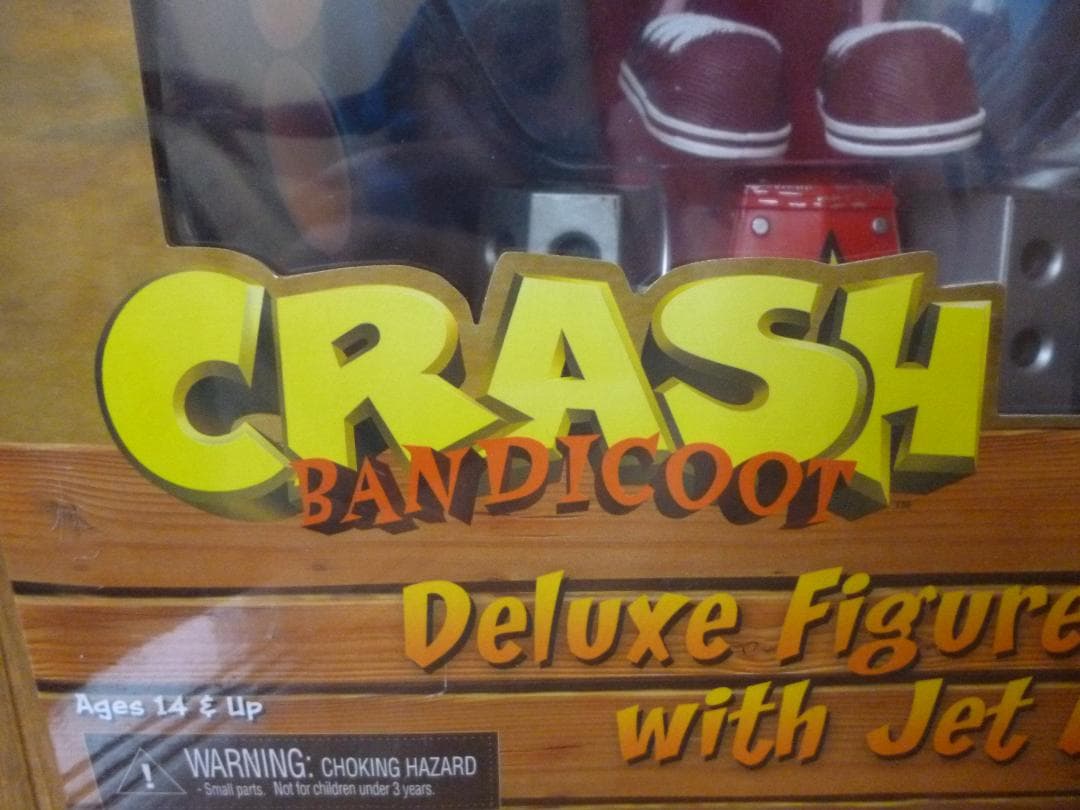 CRASH
BANDICOOT
TM
Deluxe Figure
with Jet
Ages 14 & Up
WARNING: CHOKING HAZARD
- Small parts. Not for children under 3 years.